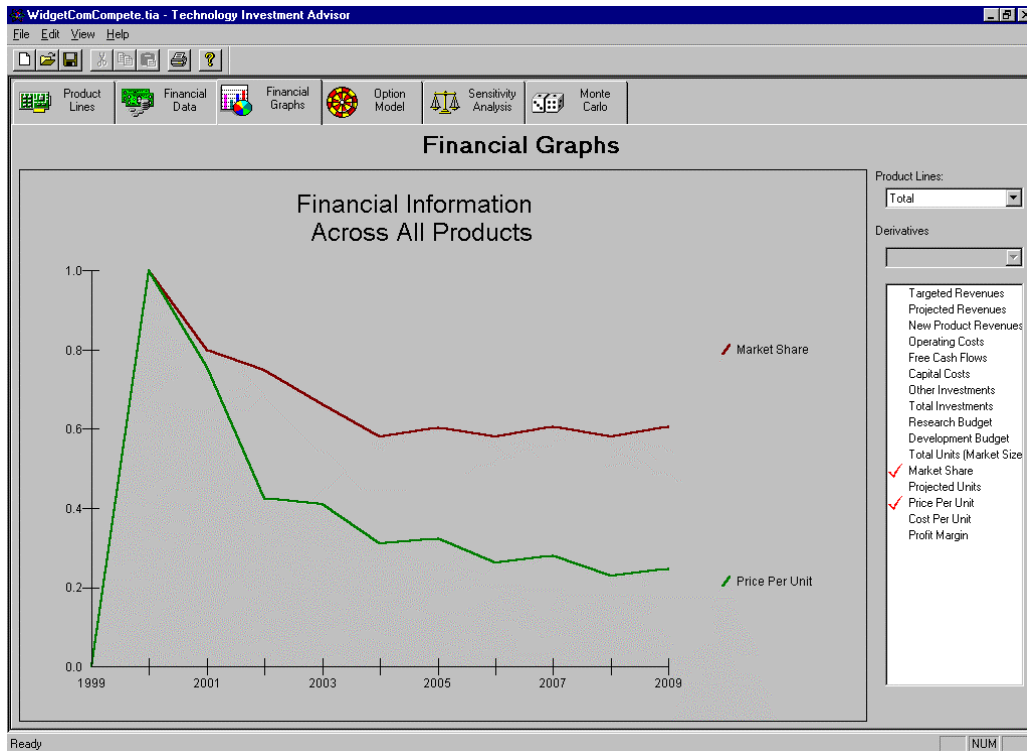 WidgetComCompete.tia - Technology Investment Advisor
File Edit View Help
Product Lines
Financial Data
Financial Graphs
Option Model
Sensitivity Analysis
Monte Carlo
Financial Graphs
Financial Information
Across All Products
1.0
0.8
0.6
0.4
0.2
0.0
1999 2001 2003 2005 2007 2009
Market Share
Price Per Unit
Product Lines:
Total
Derivatives
Targeted Revenues
Projected Revenues
New Product Revenues
Operating Costs
Free Cash Flows
Capital Costs
Other Investments
Total Investments
Research Budget
Development Budget
Total Units (Market Size
Market Share
Projected Units
Price Per Unit
Cost Per Unit
Profit Margin
Ready NUM